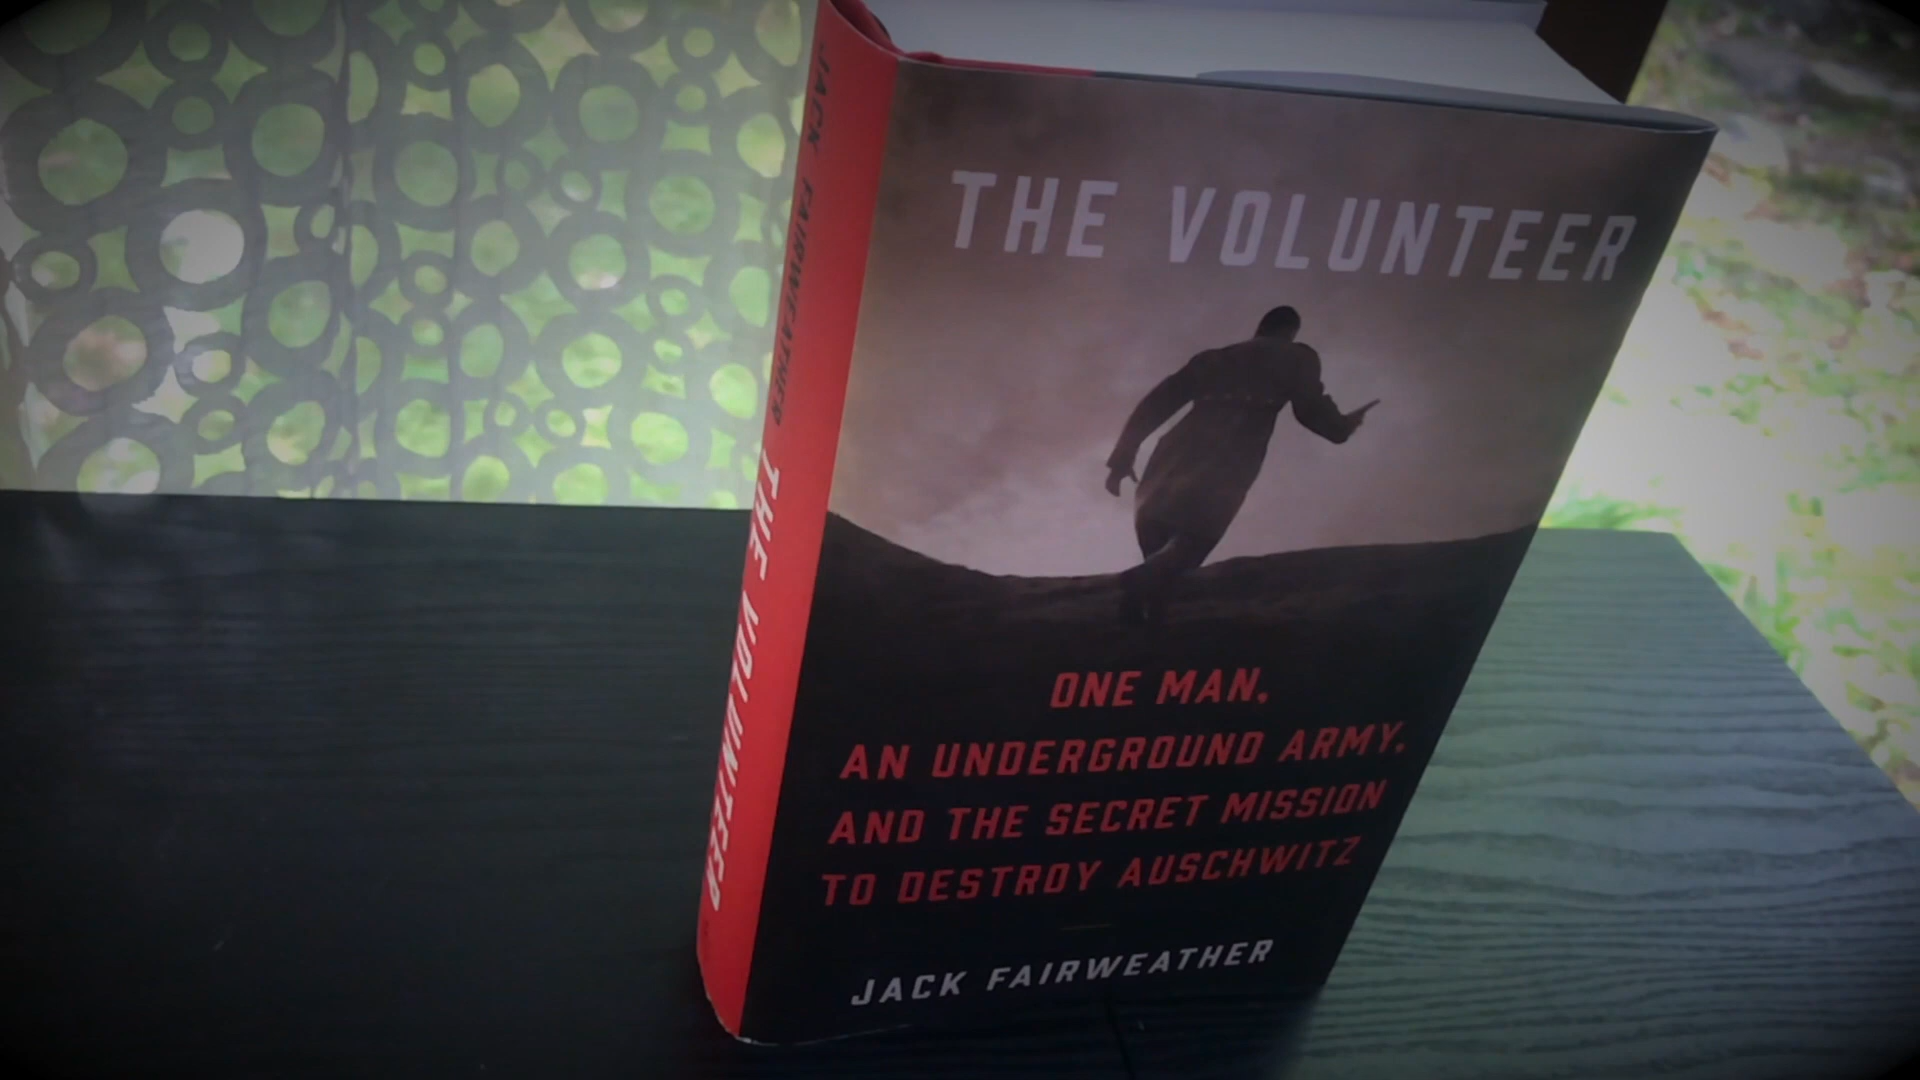 JACK FAIRWEATHER THE VOLUNTEER
THE VOLUNTEER
ONE MAN,
AN UNDERGROUND ARMY,
AND THE SECRET MISSION
TO DESTROY AUSCHWITZ
JACK FAIRWEATHER